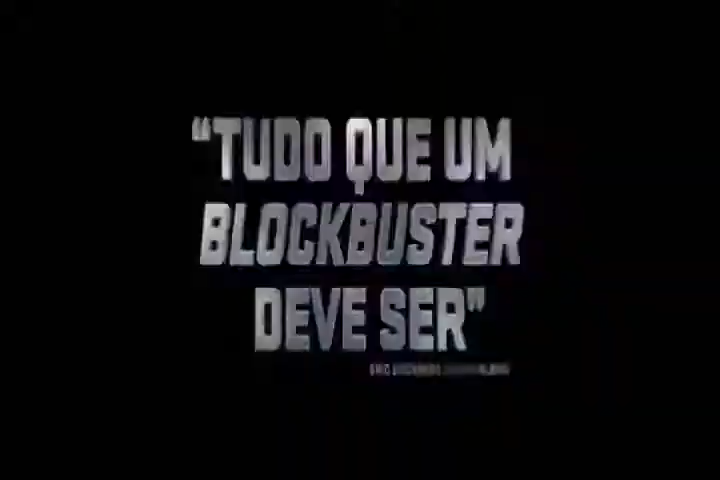 “TUDO QUE UM
BLOCKBUSTER
DEVE SER”